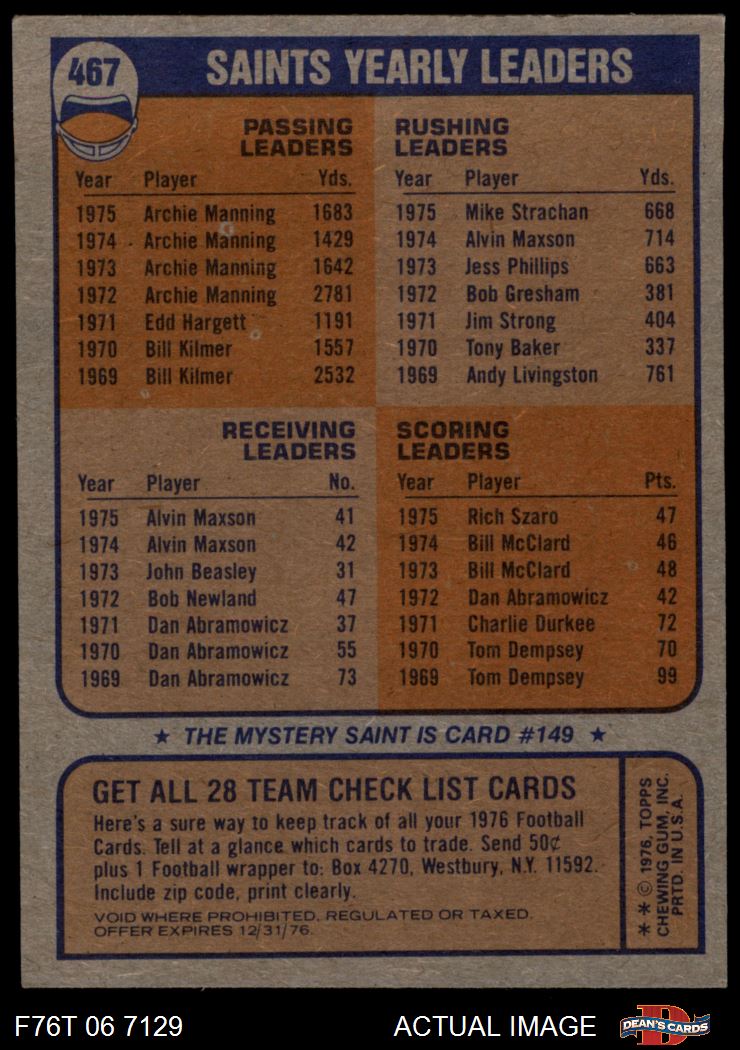 467
SAINTS YEARLY LEADERS
PASSING
LEADERS
Year Player Yds.
1975 Archie Manning 1683
1974 Archie Manning 1429
1973 Archie Manning 1642
1972 Archie Manning 2781
1971 Edd Hargett 1191
1970 Bill Kilmer 1557
1969 Bill Kilmer 2532
RUSHING
LEADERS
Year Player Yds.
1975 Mike Strachan 668
1974 Alvin Maxson 714
1973 Jess Phillips 663
1972 Bob Gresham 381
1971 Jim Strong 404
1970 Tony Baker 337
1969 Andy Livingston 761
RECEIVING
LEADERS
Year Player No.
1975 Alvin Maxson 41
1974 Alvin Maxson 42
1973 John Beasley 31
1972 Bob Newland 47
1971 Dan Abramowicz 37
1970 Dan Abramowicz 55
1969 Dan Abramowicz 73
SCORING
LEADERS
Year Player Pts.
1975 Rich Szaro 47
1974 Bill McClard 46
1973 Bill McClard 48
1972 Dan Abramowicz 42
1971 Charlie Durkee 72
1970 Tom Dempsey 70
1969 Tom Dempsey 99
★ THE MYSTERY SAINT IS CARD #149 ★
GET ALL 28 TEAM CHECK LIST CARDS
Here's a sure way to keep track of all your 1976 Football
Cards. Tell at a glance which cards to trade. Send 50¢
plus 1 Football wrapper to: Box 4270, Westbury, N.Y. 11592.
Include zip code, print clearly.
VOID WHERE PROHIBITED, REGULATED OR TAXED.
OFFER EXPIRES 12/31/76.
** © 1976, TOPPS
CHEWING GUM, INC.
PRTD. IN U.S.A.
F76T 06 7129
ACTUAL IMAGE
D
DEAN'S CARDS